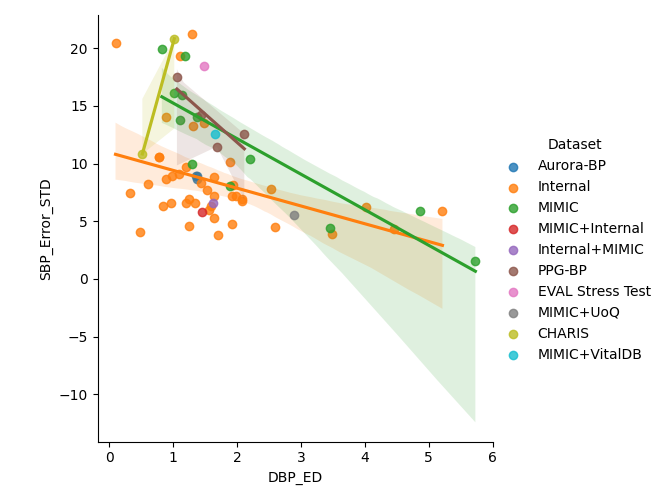 20
15
10
5
0
−5
−10
SBP_Error_STD
0 1 2 3 4 5 6
DBP_ED
Dataset
Aurora-BP
Internal
MIMIC
MIMIC+Internal
Internal+MIMIC
PPG-BP
EVAL Stress Test
MIMIC+UoQ
CHARIS
MIMIC+VitalDB